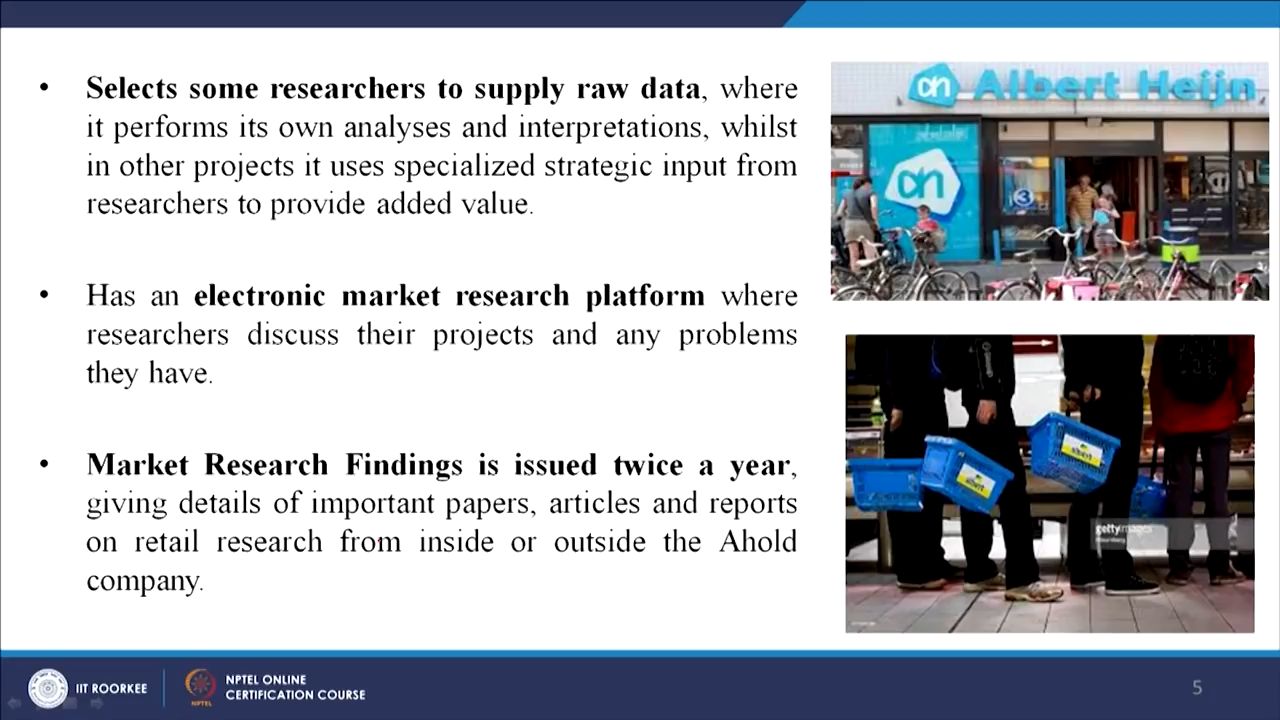 • Selects some researchers to supply raw data, where
it performs its own analyses and interpretations, whilst
in other projects it uses specialized strategic input from
researchers to provide added value.
• Has an electronic market research platform where
researchers discuss their projects and any problems
they have.
• Market Research Findings is issued twice a year,
giving details of important papers, articles and reports
on retail research from inside or outside the Ahold
company.
Albert Heijn
3
albert
albert
gettyimages
IIT ROORKEE
NPTEL
NPTEL ONLINE
CERTIFICATION COURSE
5